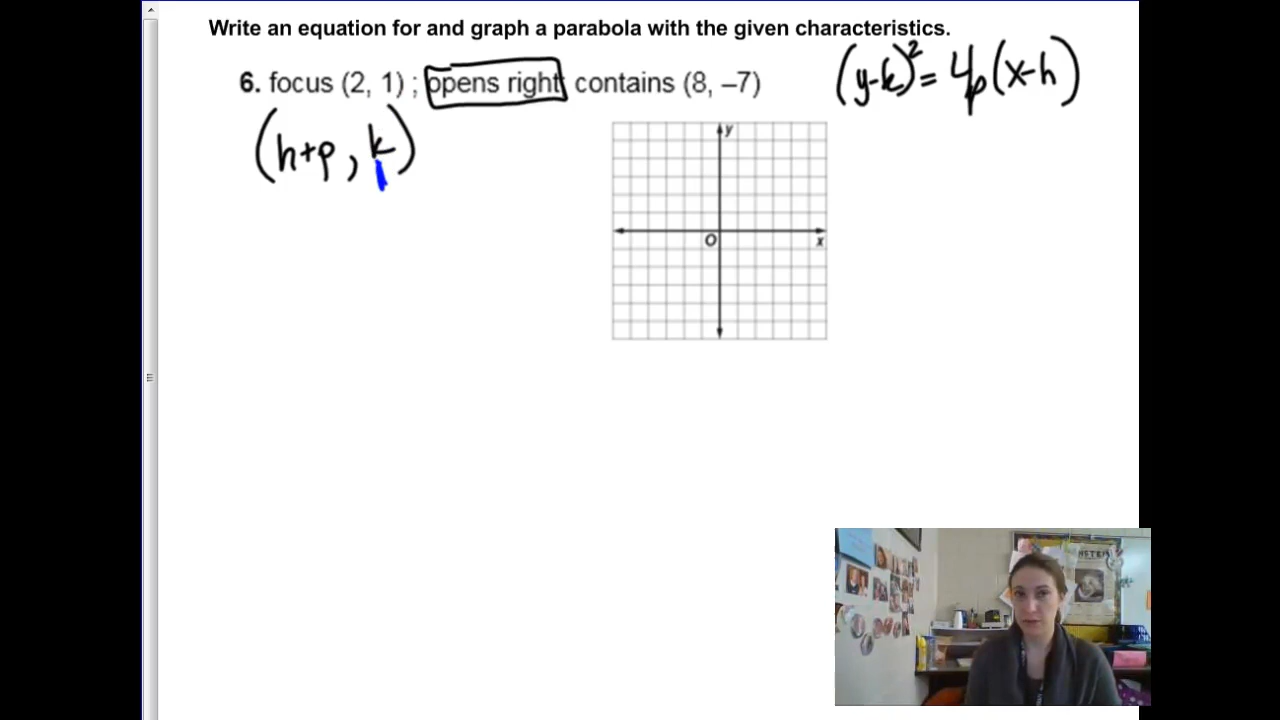 Write an equation for and graph a parabola with the given characteristics.
6. focus (2, 1) ; opens right; contains (8, –7)
(y-k)² = 4p(x-h)
(h+p, k)
1
y
O
x